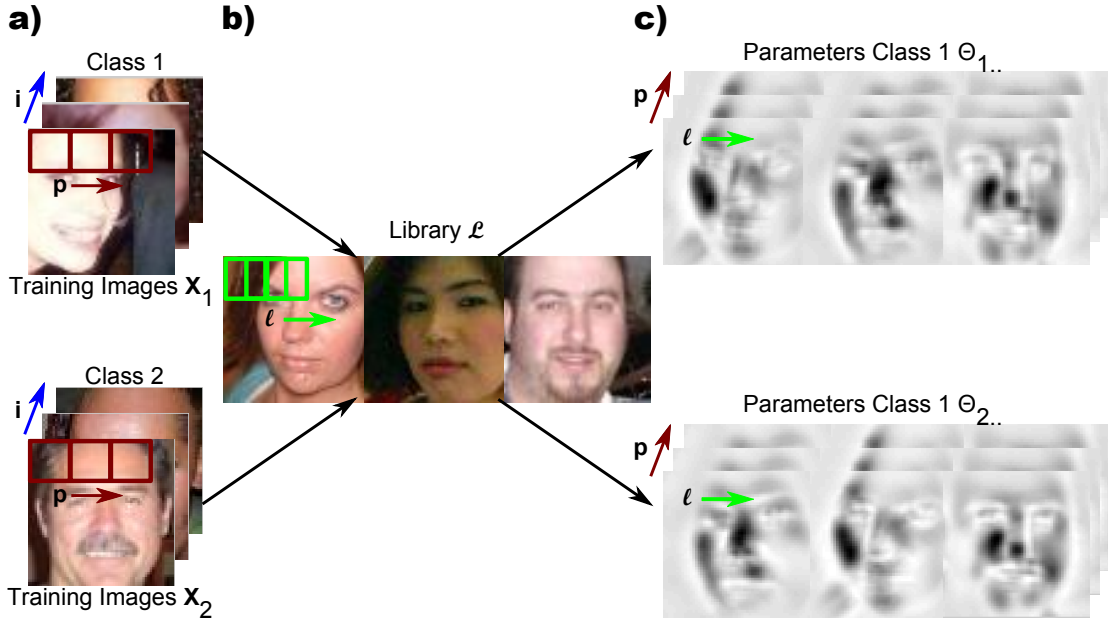 a)
Class 1
i
p
Training Images X₁
Class 2
i
p
Training Images X₂
b)
Library ℒ
ℓ
c)
Parameters Class 1 Θ₁..
p
ℓ
Parameters Class 1 Θ₂..
p
ℓ